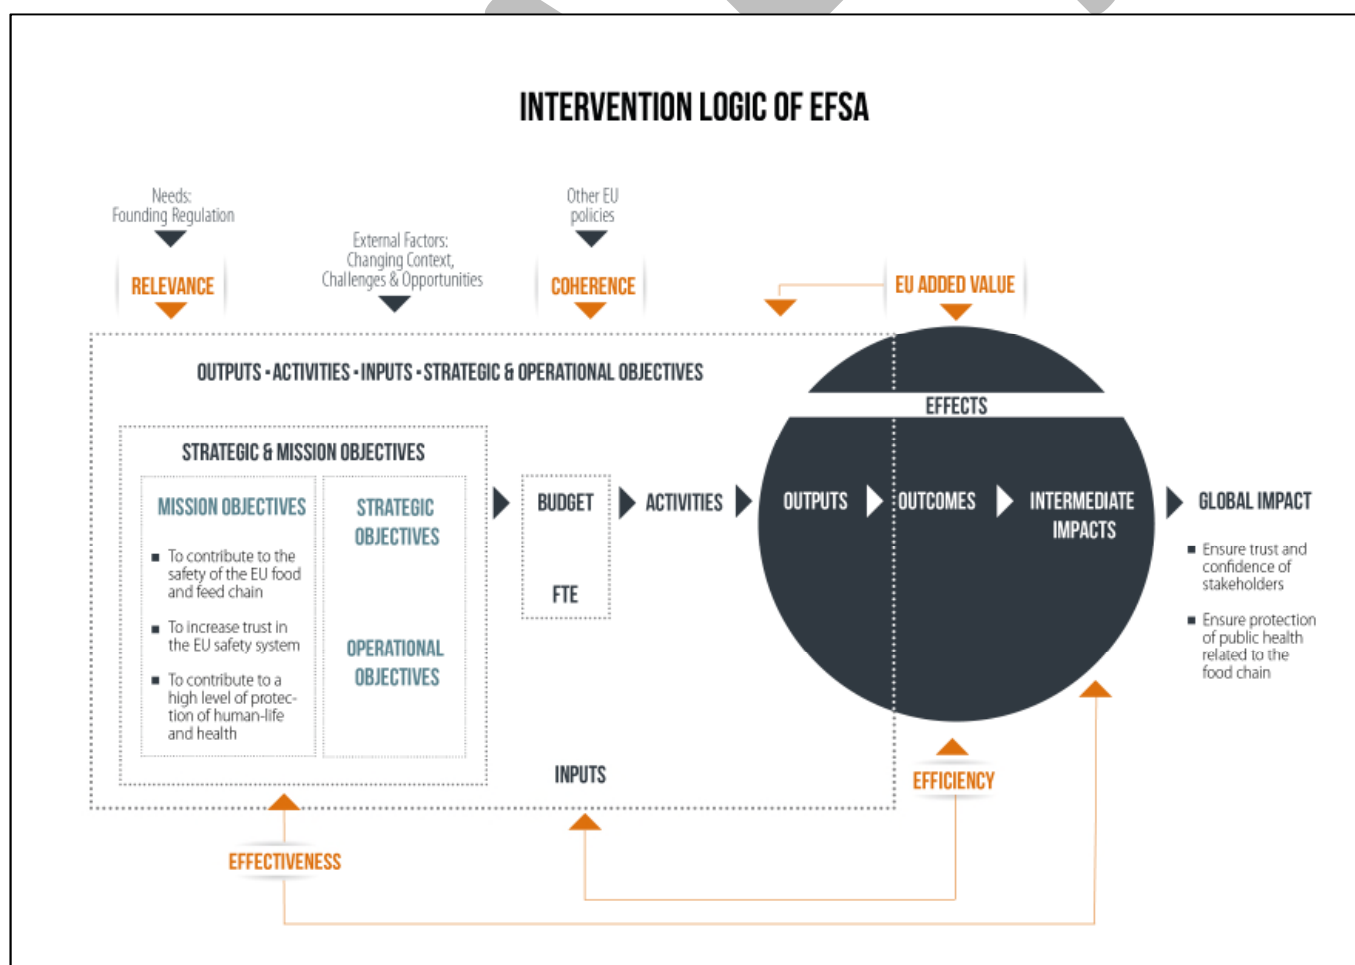 INTERVENTION LOGIC OF EFSA
Needs:
Founding Regulation
RELEVANCE
External Factors:
Changing Context,
Challenges & Opportunities
Other EU
policies
COHERENCE
EU ADDED VALUE
OUTPUTS • ACTIVITIES • INPUTS • STRATEGIC & OPERATIONAL OBJECTIVES
EFFECTS
STRATEGIC & MISSION OBJECTIVES
MISSION OBJECTIVES
■ To contribute to the
safety of the EU food
and feed chain
■ To increase trust in
the EU safety system
■ To contribute to a
high level of protec-
tion of human-life
and health
STRATEGIC
OBJECTIVES
OPERATIONAL
OBJECTIVES
BUDGET
FTE
ACTIVITIES
OUTPUTS
OUTCOMES
INTERMEDIATE
IMPACTS
GLOBAL IMPACT
■ Ensure trust and
confidence of
stakeholders
■ Ensure protection
of public health
related to the
food chain
INPUTS
EFFICIENCY
EFFECTIVENESS